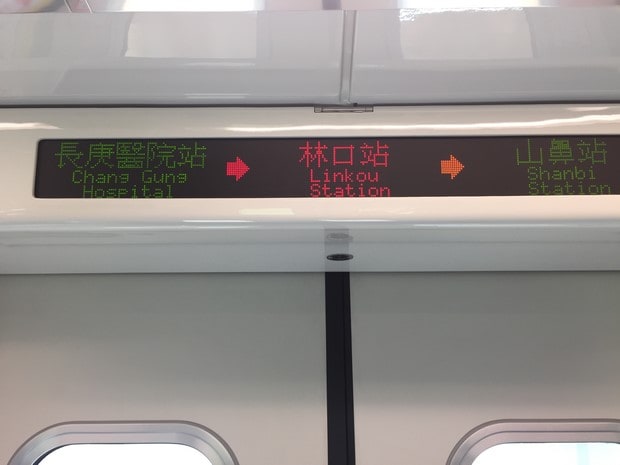 長庚醫院站
Chang Gung
Hospital
林口站
Linkou
Station
山鼻站
Shanbi
Station